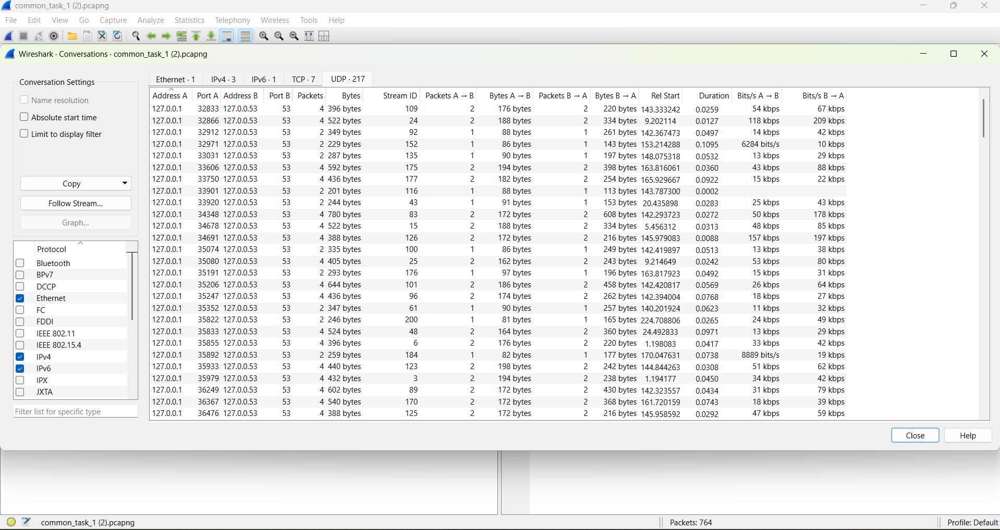 common_task_1 (2).pcapng
File Edit View Go Capture Analyze Statistics Telephony Wireless Tools Help
Wireshark · Conversations · common_task_1 (2).pcapng
Conversation Settings
Name resolution
Absolute start time
Limit to display filter
Copy
Follow Stream...
Graph...
Protocol
Bluetooth
BPv7
DCCP
Ethernet
FC
FDDI
IEEE 802.11
IEEE 802.15.4
IPv4
IPv6
IPX
JXTA
Filter list for specific type
Ethernet · 1 IPv4 · 3 IPv6 · 1 TCP · 7 UDP · 217
Address A Port A Address B Port B Packets Bytes Stream ID Packets A → B Bytes A → B Packets B → A Bytes B → A Rel Start Duration Bits/s A → B Bits/s B → A
127.0.0.1 32833 127.0.0.53 53 4 396 bytes 109 2 176 bytes 2 220 bytes 143.333242 0.0259 54 kbps 67 kbps
127.0.0.1 32866 127.0.0.53 53 4 522 bytes 24 2 188 bytes 2 334 bytes 9.202114 0.0127 118 kbps 209 kbps
127.0.0.1 32912 127.0.0.53 53 2 349 bytes 92 1 88 bytes 1 261 bytes 142.367473 0.0497 14 kbps 42 kbps
127.0.0.1 32971 127.0.0.53 53 2 229 bytes 152 1 86 bytes 1 143 bytes 153.214288 0.1095 6284 bits/s 10 kbps
127.0.0.1 33031 127.0.0.53 53 2 287 bytes 135 1 90 bytes 1 197 bytes 148.075318 0.0532 13 kbps 29 kbps
127.0.0.1 33606 127.0.0.53 53 4 592 bytes 175 2 194 bytes 2 398 bytes 163.816061 0.0360 43 kbps 88 kbps
127.0.0.1 33750 127.0.0.53 53 4 436 bytes 177 2 182 bytes 2 254 bytes 165.929667 0.0922 15 kbps 22 kbps
127.0.0.1 33901 127.0.0.53 53 2 201 bytes 116 1 88 bytes 1 113 bytes 143.787300 0.0002
127.0.0.1 33920 127.0.0.53 53 2 244 bytes 43 1 91 bytes 1 153 bytes 20.435898 0.0283 25 kbps 43 kbps
127.0.0.1 34348 127.0.0.53 53 4 780 bytes 83 2 172 bytes 2 608 bytes 142.293723 0.0272 50 kbps 178 kbps
127.0.0.1 34678 127.0.0.53 53 4 522 bytes 15 2 188 bytes 2 334 bytes 5.456312 0.0313 48 kbps 85 kbps
127.0.0.1 34691 127.0.0.53 53 4 388 bytes 126 2 172 bytes 2 216 bytes 145.979083 0.0088 157 kbps 197 kbps
127.0.0.1 35074 127.0.0.53 53 2 335 bytes 100 1 86 bytes 1 249 bytes 142.419897 0.0513 13 kbps 38 kbps
127.0.0.1 35080 127.0.0.53 53 4 405 bytes 25 2 162 bytes 2 243 bytes 9.214649 0.0242 53 kbps 80 kbps
127.0.0.1 35191 127.0.0.53 53 2 293 bytes 176 1 97 bytes 1 196 bytes 163.817923 0.0492 15 kbps 31 kbps
127.0.0.1 35206 127.0.0.53 53 4 644 bytes 101 2 186 bytes 2 458 bytes 142.420817 0.0569 26 kbps 64 kbps
127.0.0.1 35247 127.0.0.53 53 4 436 bytes 96 2 174 bytes 2 262 bytes 142.394004 0.0768 18 kbps 27 kbps
127.0.0.1 35352 127.0.0.53 53 2 347 bytes 61 1 90 bytes 1 257 bytes 140.201924 0.0623 11 kbps 32 kbps
127.0.0.1 35822 127.0.0.53 53 2 246 bytes 200 1 81 bytes 1 165 bytes 224.708806 0.0265 24 kbps 49 kbps
127.0.0.1 35833 127.0.0.53 53 4 524 bytes 48 2 164 bytes 2 360 bytes 24.492833 0.0971 13 kbps 29 kbps
127.0.0.1 35855 127.0.0.53 53 4 396 bytes 6 2 176 bytes 2 220 bytes 1.198083 0.0417 33 kbps 42 kbps
127.0.0.1 35892 127.0.0.53 53 2 259 bytes 184 1 82 bytes 1 177 bytes 170.047631 0.0738 8889 bits/s 19 kbps
127.0.0.1 35933 127.0.0.53 53 4 440 bytes 123 2 198 bytes 2 242 bytes 144.844263 0.0308 51 kbps 62 kbps
127.0.0.1 35979 127.0.0.53 53 4 432 bytes 3 2 194 bytes 2 238 bytes 1.194177 0.0450 34 kbps 42 kbps
127.0.0.1 36249 127.0.0.53 53 4 602 bytes 89 2 172 bytes 2 430 bytes 142.323557 0.0434 31 kbps 79 kbps
127.0.0.1 36367 127.0.0.53 53 4 540 bytes 170 2 172 bytes 2 368 bytes 161.720159 0.0743 18 kbps 39 kbps
127.0.0.1 36476 127.0.0.53 53 4 388 bytes 125 2 172 bytes 2 216 bytes 145.958592 0.0292 47 kbps 59 kbps
Close Help
common_task_1 (2).pcapng Packets: 764 Profile: Default